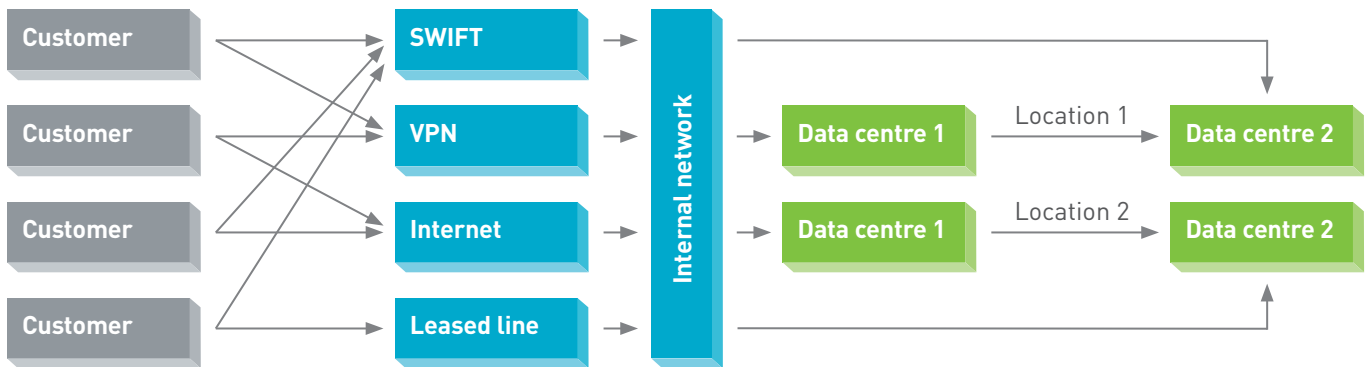 Customer
SWIFT
Customer
VPN
Internal network
Data centre 1
Location 1
Data centre 2
Customer
Internet
Data centre 1
Location 2
Data centre 2
Customer
Leased line